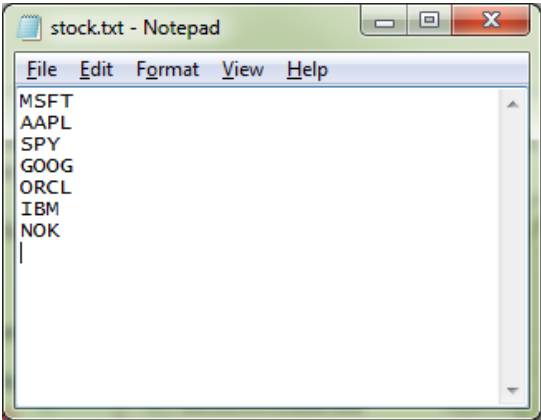 stock.txt - Notepad
File Edit Format View Help
MSFT
AAPL
SPY
GOOG
ORCL
IBM
NOK